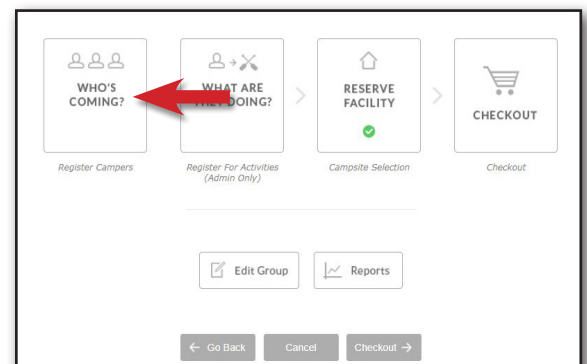 WHO'S
COMING?
WHAT ARE
DOING?
RESERVE
FACILITY
CHECKOUT
Register Campers
Register For Activities
(Admin Only)
Campsite Selection
Checkout
Edit Group
Reports
← Go Back
Cancel
Checkout →